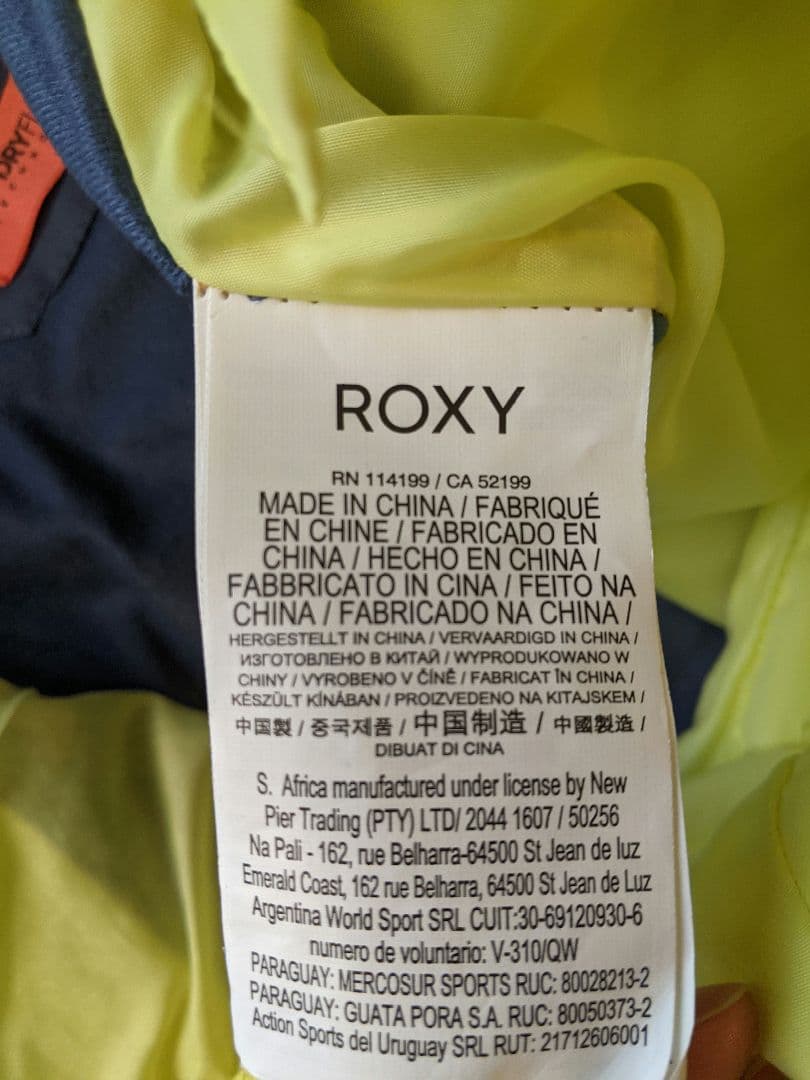 DRYFL
ROXY
RN 114199 / CA 52199
MADE IN CHINA / FABRIQUÉ
EN CHINE / FABRICADO EN
CHINA / HECHO EN CHINA /
FABBRICATO IN CINA / FEITO NA
CHINA / FABRICADO NA CHINA /
HERGESTELLT IN CHINA / VERVAARDIGD IN CHINA /
ИЗГОТОВЛЕНО В КИТАЙ / WYPRODUKOWANO W
CHINY / VYROBENO V ČÍNĚ / FABRICAT ÎN CHINA /
KÉSZÜLT KÍNÁBAN / PROIZVEDENO NA KITAJSKEM /
中国製 / 중국제품 / 中国制造 / 中國製造 /
DIBUAT DI CINA
S. Africa manufactured under license by New
Pier Trading (PTY) LTD/ 2044 1607 / 50256
Na Pali - 162, rue Belharra-64500 St Jean de luz
Emerald Coast, 162 rue Belharra, 64500 St Jean de Luz
Argentina World Sport SRL CUIT:30-69120930-6
numero de voluntario: V-310/QW
PARAGUAY: MERCOSUR SPORTS RUC: 80028213-2
PARAGUAY: GUATA PORA S.A. RUC: 80050373-2
Action Sports del Uruguay SRL RUT: 21712606001